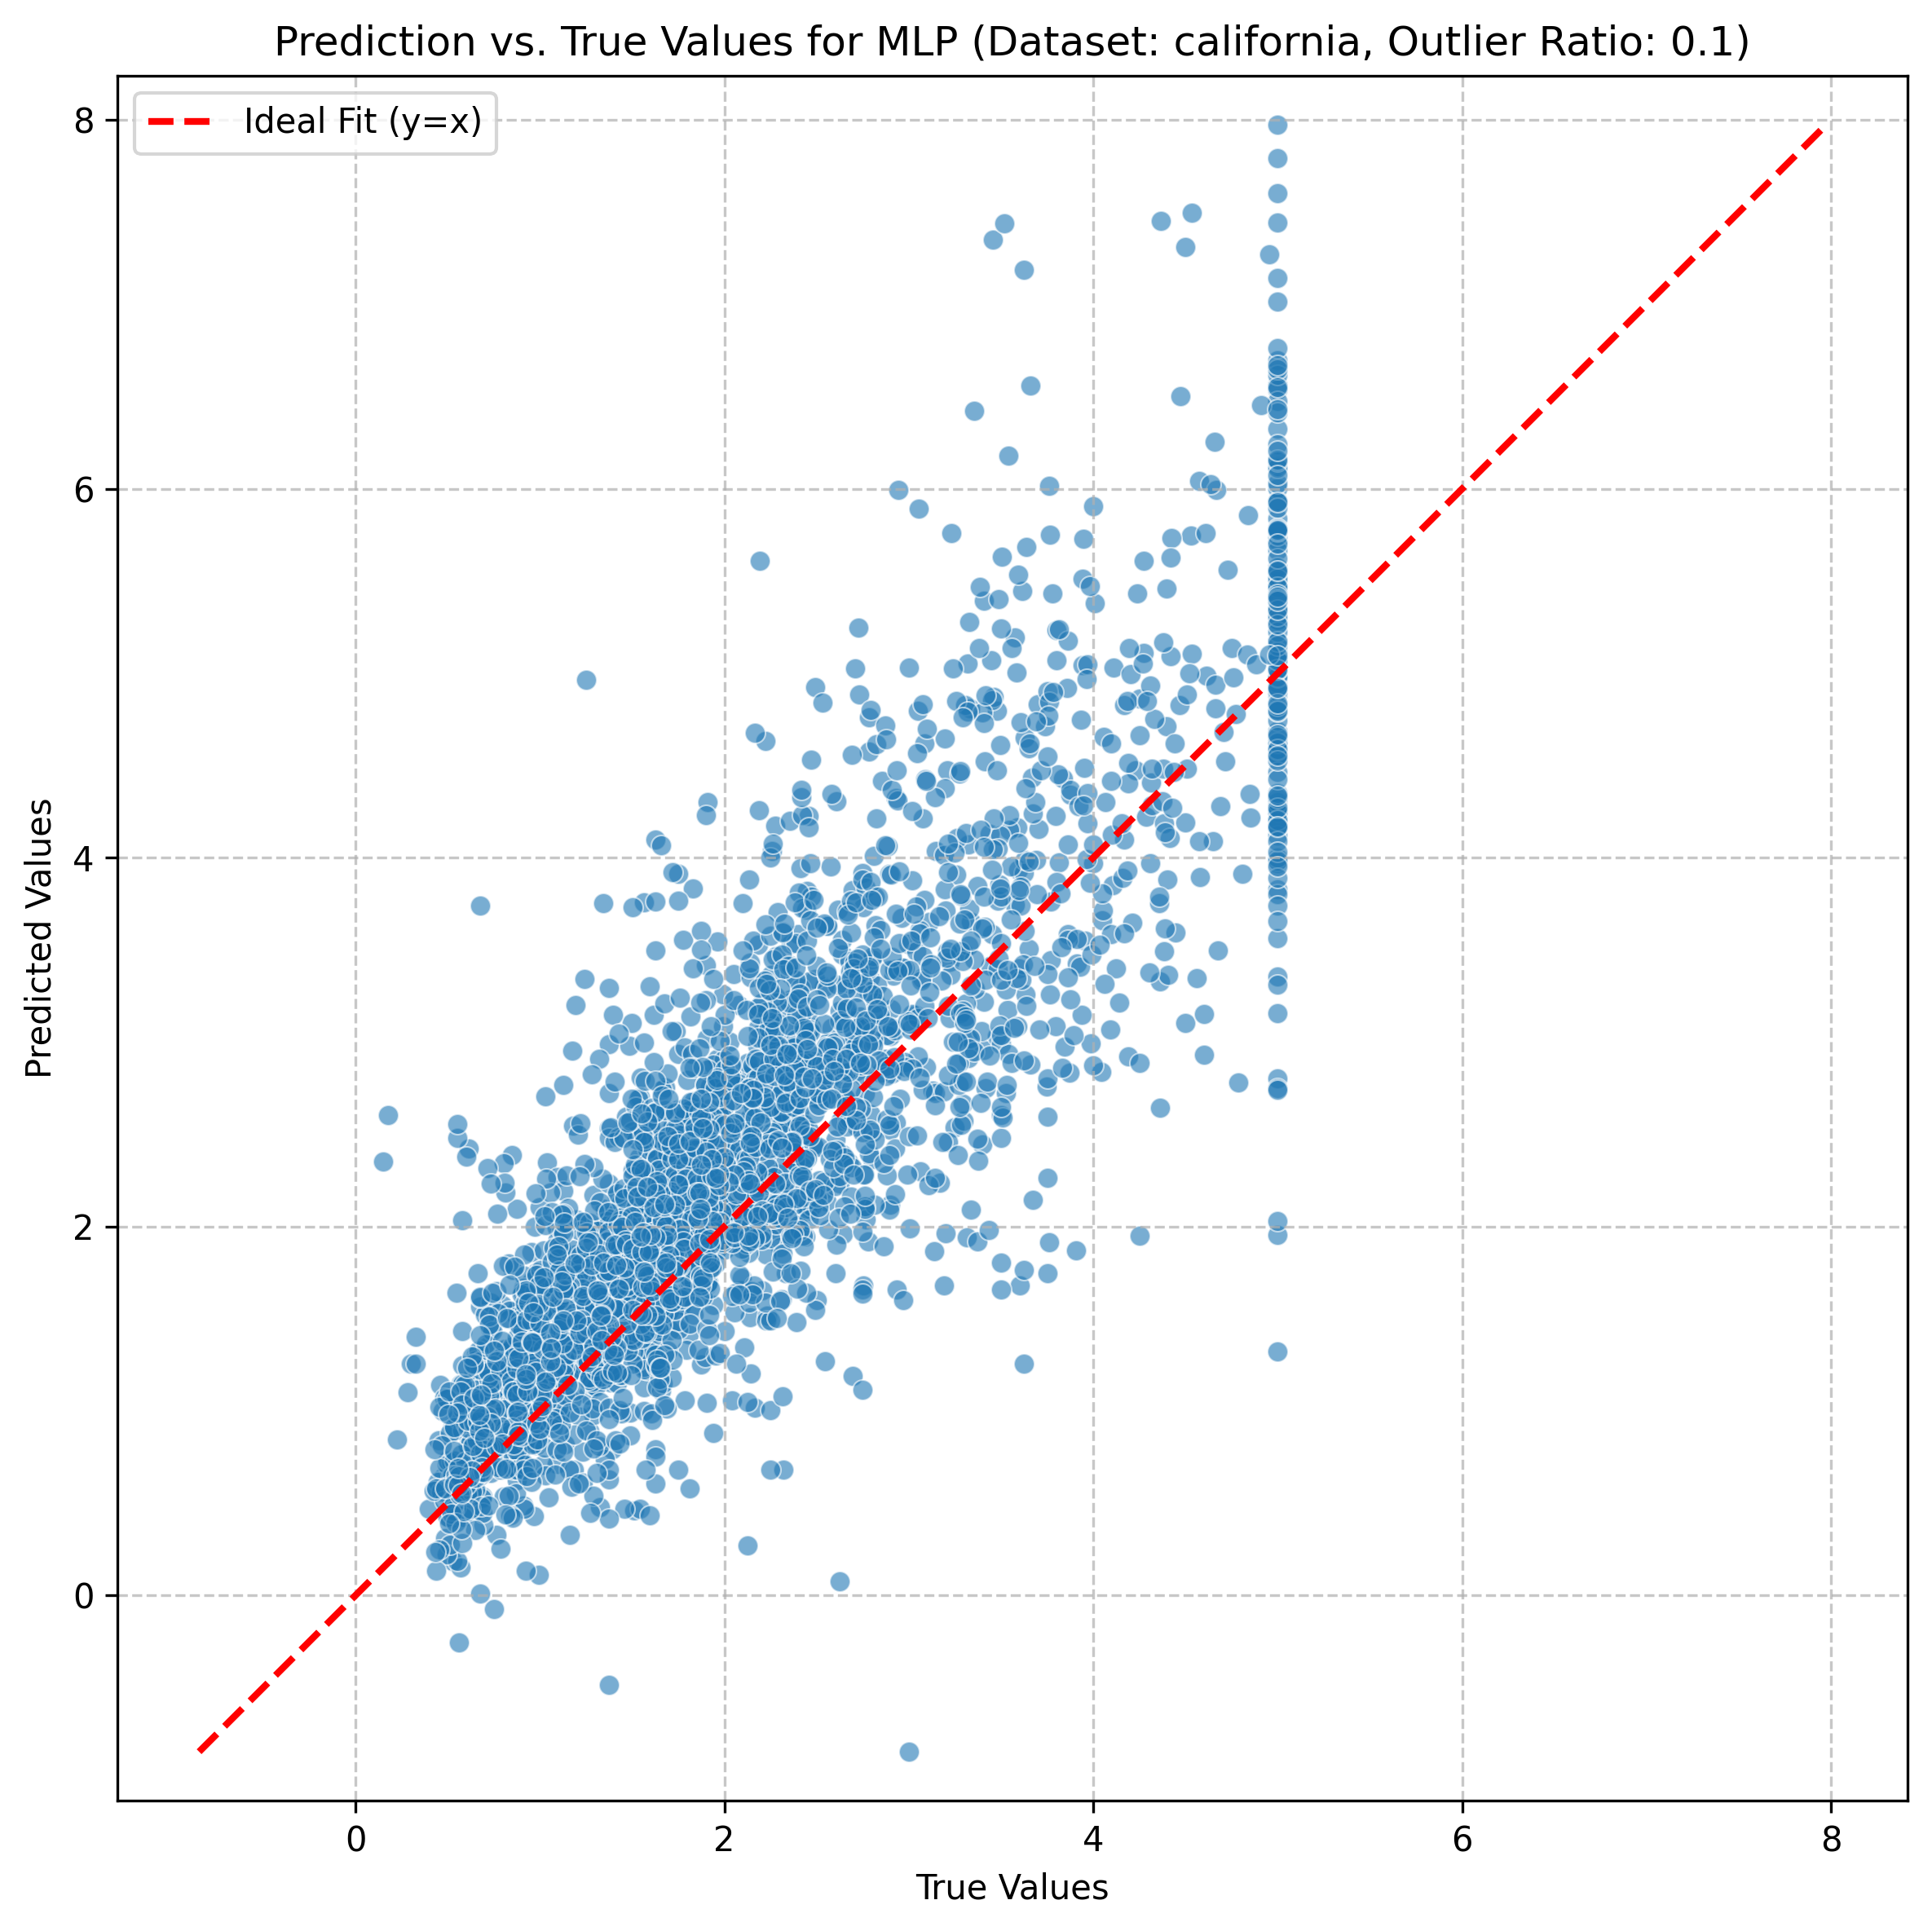 Prediction vs. True Values for MLP (Dataset: california, Outlier Ratio: 0.1)
Ideal Fit (y=x)
Predicted Values
8
6
4
2
0
0 2 4 6 8
True Values